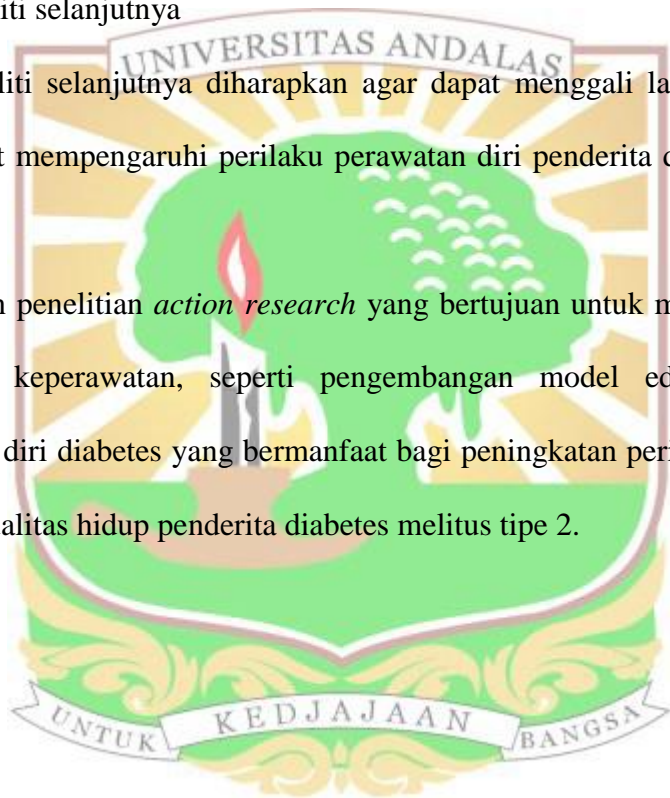 iti selanjutnya
UNIVERSITAS ANDALAS
liti selanjutnya diharapkan agar dapat menggali la
t mempengaruhi perilaku perawatan diri penderita d
n penelitian action research yang bertujuan untuk m
keperawatan, seperti pengembangan model ed
diri diabetes yang bermanfaat bagi peningkatan peri
alitas hidup penderita diabetes melitus tipe 2.
UNTUK KEDJAJAAN BANGSA